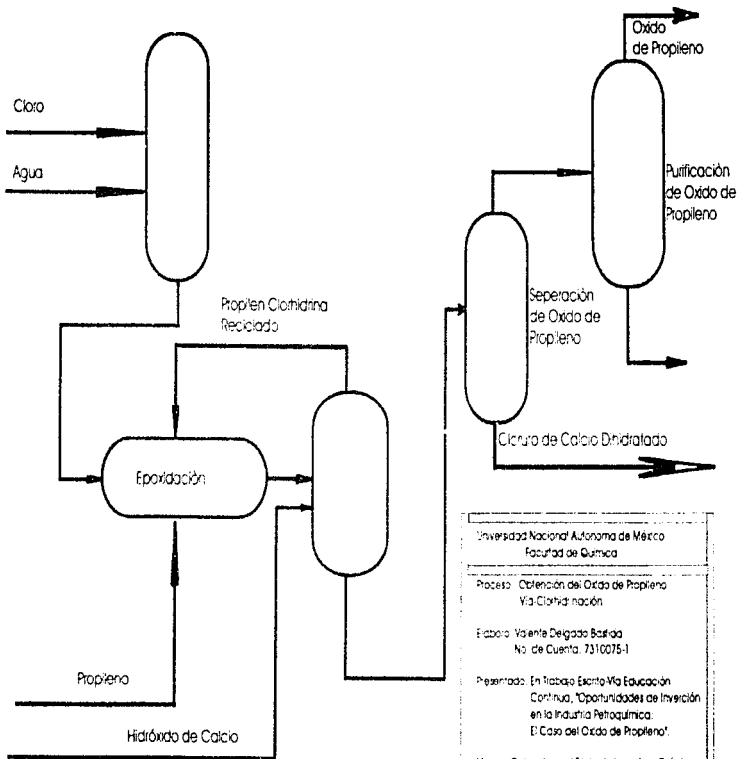 Cloro
Agua
Oxido
de Propileno
Purificación
de Oxido de
Propileno
Propilen Clorhidrina
Reciclado
Seperación
de Oxido de
Propileno
Epoxidación
Cloruro de Calcio Dihidratado
Propileno
Hidróxido de Calcio
Universidad Nacional Autonoma de México
Facultad de Química
Proceso: Obtención del Oxido de Propileno
Vía-Clorhidrinación
Elaboró: Valente Delgado Bastida
No. de Cuenta: 7310075-1
Presentado: En Trabajo Escrito Vía Educación
Continua, "Oportunidades de Inverción
en la Industria Petroquímica:
El Caso del Oxido de Propileno".